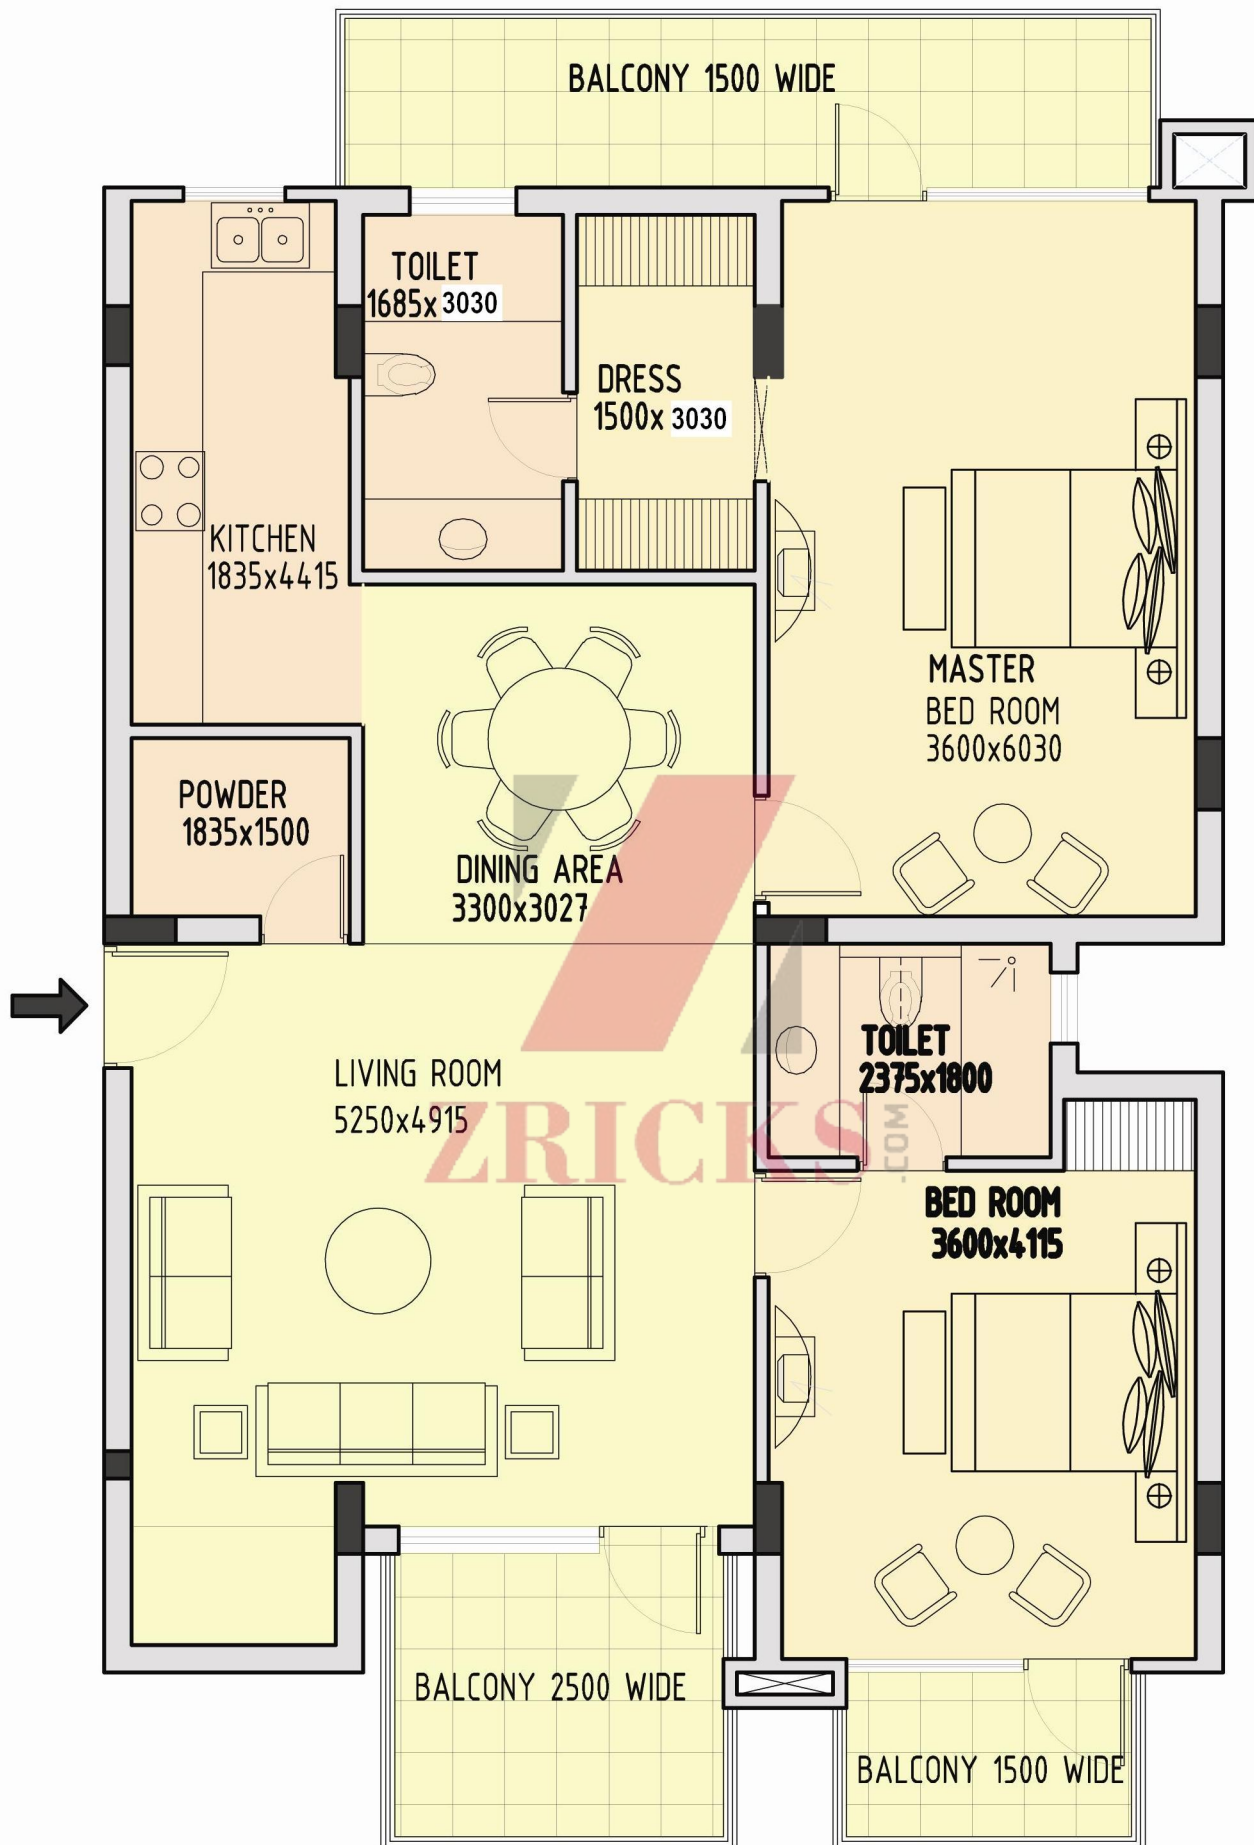 BALCONY 1500 WIDE
TOILET
1685x 3030
DRESS
1500x 3030
KITCHEN
1835x4415
MASTER
BED ROOM
3600x6030
POWDER
1835x1500
DINING AREA
3300x3027
TOILET
2375x1800
LIVING ROOM
5250x4915
ZRICKS
.COM
BED ROOM
3600x4115
BALCONY 2500 WIDE
BALCONY 1500 WIDE